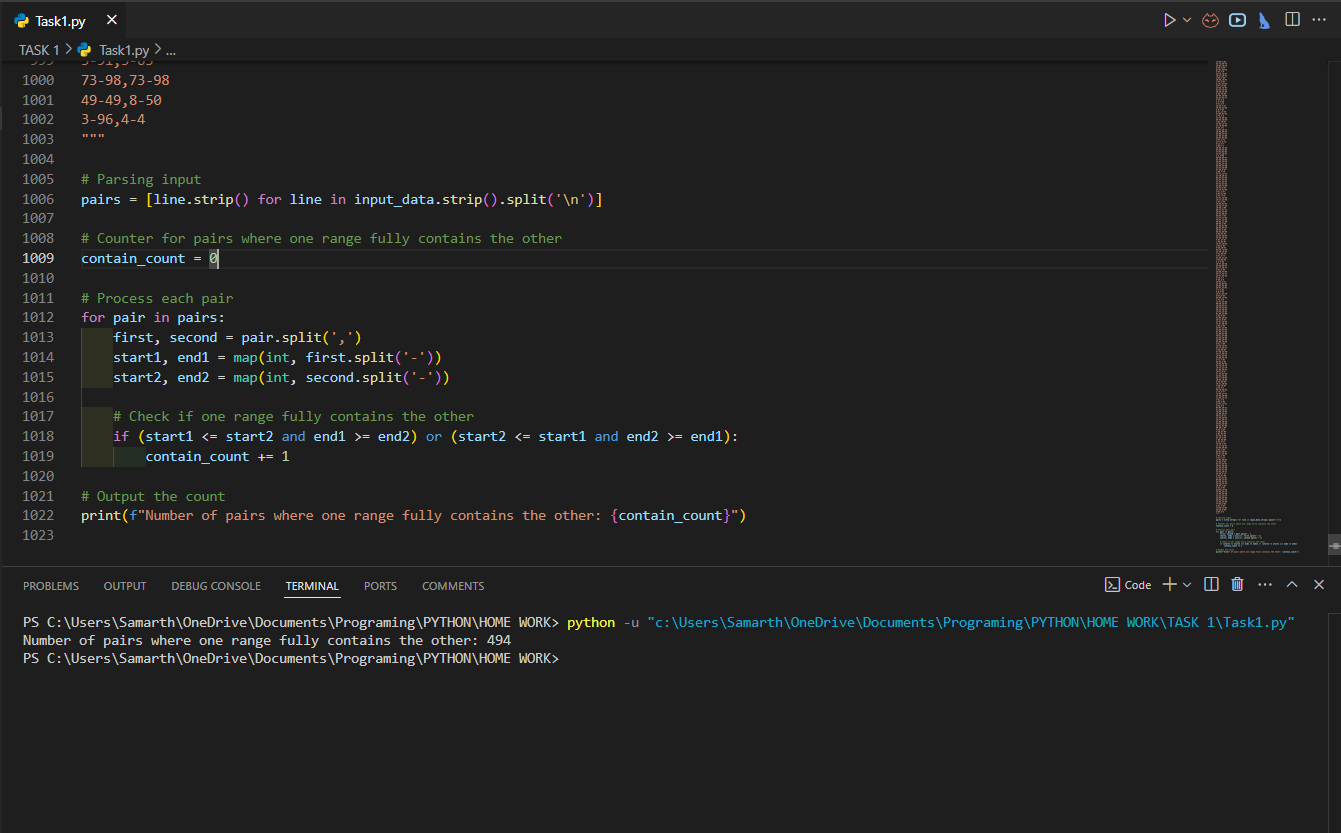 Task1.py
TASK 1 > Task1.py > ...
1000 73-98,73-98
1001 49-49,8-50
1002 3-96,4-4
1003 """
1004
1005 # Parsing input
1006 pairs = [line.strip() for line in input_data.strip().split('\n')]
1007
1008 # Counter for pairs where one range fully contains the other
1009 contain_count = 0
1010
1011 # Process each pair
1012 for pair in pairs:
1013     first, second = pair.split(',')
1014     start1, end1 = map(int, first.split('-'))
1015     start2, end2 = map(int, second.split('-'))
1016
1017     # Check if one range fully contains the other
1018     if (start1 <= start2 and end1 >= end2) or (start2 <= start1 and end2 >= end1):
1019         contain_count += 1
1020
1021 # Output the count
1022 print(f"Number of pairs where one range fully contains the other: {contain_count}")
1023
PROBLEMS OUTPUT DEBUG CONSOLE TERMINAL PORTS COMMENTS Code
PS C:\Users\Samarth\OneDrive\Documents\Programing\PYTHON\HOME WORK> python -u "c:\Users\Samarth\OneDrive\Documents\Programing\PYTHON\HOME WORK\TASK 1\Task1.py"
Number of pairs where one range fully contains the other: 494
PS C:\Users\Samarth\OneDrive\Documents\Programing\PYTHON\HOME WORK>